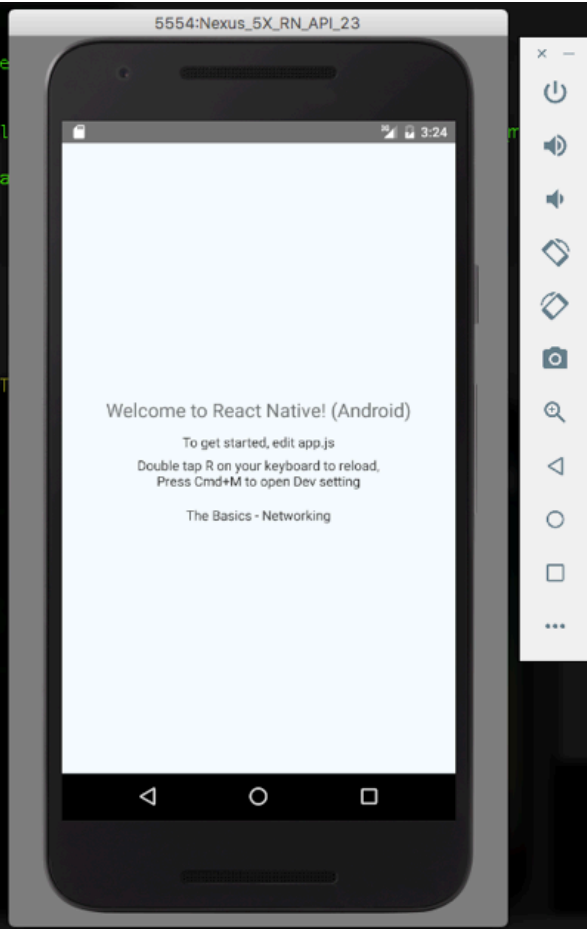 5554:Nexus_5X_RN_API_23
3G 3:24
Welcome to React Native! (Android)
To get started, edit app.js
Double tap R on your keyboard to reload,
Press Cmd+M to open Dev setting
The Basics - Networking